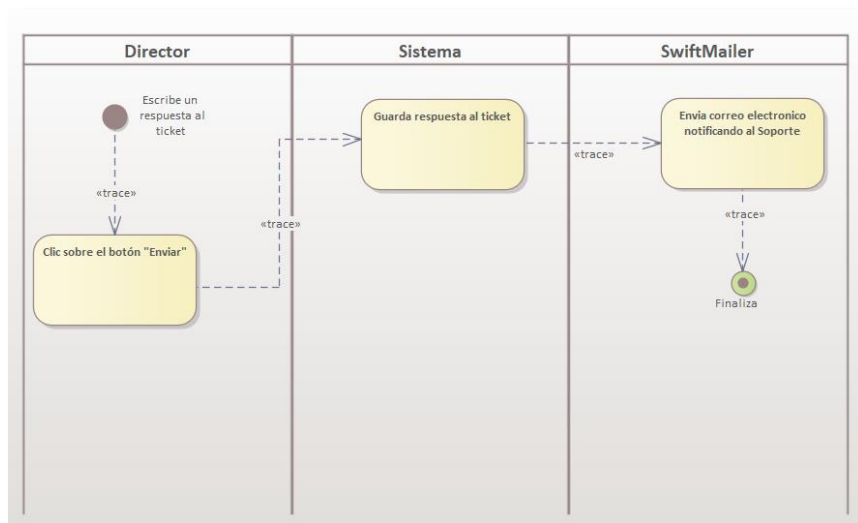 Director
Sistema
SwiftMailer
Escribe un
respuesta al
ticket
«trace»
Clic sobre el botón "Enviar"
«trace»
Guarda respuesta al ticket
«trace»
Envia correo electronico
notificando al Soporte
«trace»
Finaliza